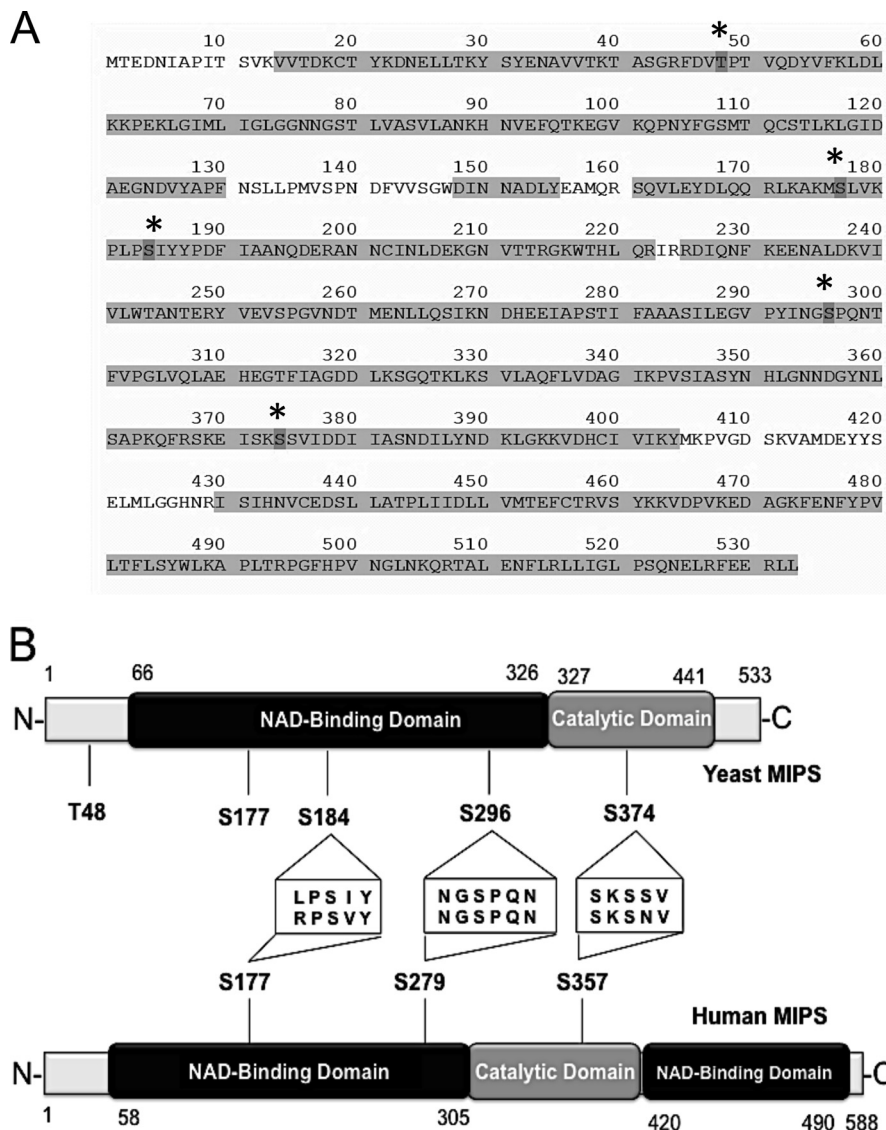 A
*
10 20 30 40 50 60
MTEDNIAPIT SVKVVTDKCT YKDNELLTKY SYENAVVTKT ASGRFDVTPT VQDYVFKLDL
70 80 90 100 110 120
KKPEKLGIML IGLGGNNGST LVASVLANKH NVEFQTKEGV KQPNYFGSMT QCSTLKLGID
*
130 140 150 160 170 180
AEGNDVYAPF NSLLPMVSPN DFVVSGWDIN NADLYEAMQR SQVLEYDLQQ RLKAKMSLVK
*
190 200 210 220 230 240
PLPSIYYPDF IAANQDERAN NCINLDEKGN VTTRGKWTHL QRIRRDIQNF KEENALDKVI
*
250 260 270 280 290 300
VLWTANTERY VEVSPGVNDT MENLLQSIKN DHEEIAPSTI FAAASILEGV PYINGSPQNT
310 320 330 340 350 360
FVPGLVQLAE HEGTFIAGDD LKSGQTKLKS VLAQFLVDAG IKPVSIASYN HLGNNDGYNL
*
370 380 390 400 410 420
SAPKQFRSKE ISKSSVIDDI IASNDILYND KLGKKVDHCI VIKYMKPVGD SKVAMDEYYS
430 440 450 460 470 480
ELMLGGHNRI SIHNVCEDSL LATPLIIDLL VMTEFCTRVS YKKVDPVKED AGKFENFYPV
490 500 510 520 530
LTFLSYWLKA PLTRPGFHPV NGLNKQRTAL ENFLRLLIGL PSQNELRFEE RLL
B
1 66 326 327 441 533
N- NAD-Binding Domain Catalytic Domain -C
Yeast MIPS
T48 S177 S184 S296 S374
LPSIY NGSPQN SKSSV
RPSVY NGSPQN SKSNV
S177 S279 S357
Human MIPS
N- NAD-Binding Domain Catalytic Domain NAD-Binding Domain -C
1 58 305 420 490 588